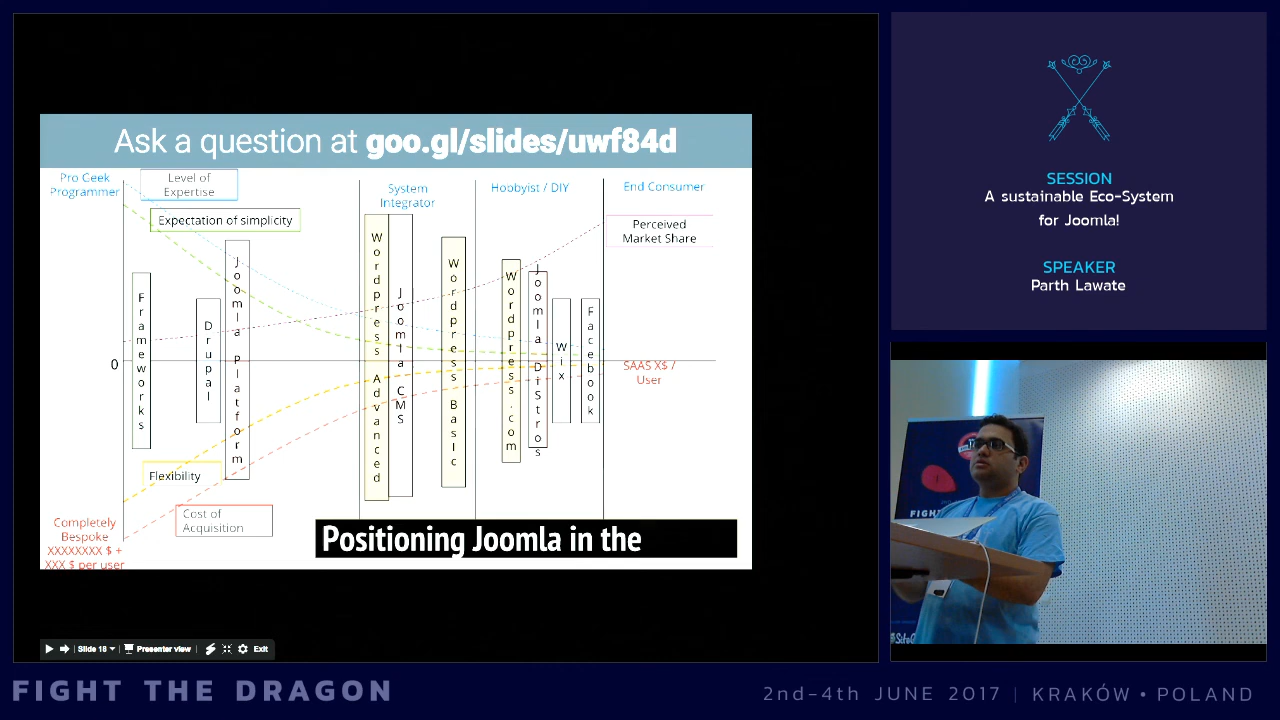 Ask a question at goo.gl/slides/uwf84d
Pro Geek
Programmer
Level of
Expertise
Expectation of simplicity
System
Integrator
Hobbyist / DIY
End Consumer
Perceived
Market Share
Frameworks
Drupal
Joomla Platform
Wordpress Advanced
Joomla CMS
Wordpress Basic
Wordpress.com
Joomla Distros
Wix
Facebook
0
SAAS X$ /
User
Flexibility
Cost of
Acquisition
Completely
Bespoke
XXXXXXXX $ +
XXX $ per user
Positioning Joomla in the
Slide 18
Presenter view
Exit
SESSION
A sustainable Eco-System
for Joomla!
SPEAKER
Parth Lawate
FIGHT
FIGHT THE DRAGON
2nd-4th JUNE 2017 | KRAKÓW • POLAND